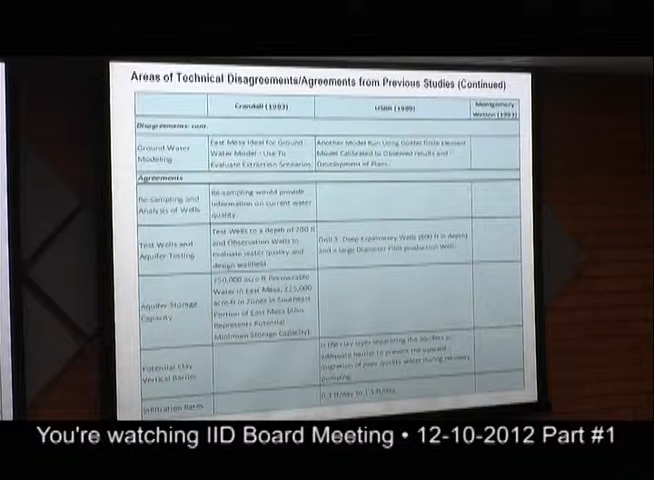 Areas of Technical Disagreements/Agreements from Previous Studies (Continued)
Crandall (1983)
USBR (1989)
Montgomery
Watson (1993)
Disagreements cont.
Ground Water
Modeling
East Mesa Ideal for Ground
Water Model - Use To
Evaluate Extraction Scenarios
Another Model Run Using Finite Element
Model Calibrated to Observed results and
Development of Plans.
Agreements
Re-sampling and
Analysis of Wells
Re-sampling would provide
information on current water
quality.
Test Wells and
Aquifer Testing
Test Wells to a depth of 200 ft
and Observation Wells to
evaluate water quality and
design wellfield.
Drill 3 Deep Exploratory Wells (800 ft in depth)
and a large Diameter Pilot production Well.
Aquifer Storage
Capacity
750,000 acre-ft Recoverable
Water in East Mesa,
acre-ft in Zones in Southeast
Portion of East Mesa (Also
Represents Potential
Minimum Storage Capacity)
Potential Clay
Vertical Barrier
Is the clay layer separating the aquifers
adequate barrier to prevent the upward
migration of poor quality water during recovery
pumping.
Infiltration Rates
You're watching IID Board Meeting • 12-10-2012 Part #1